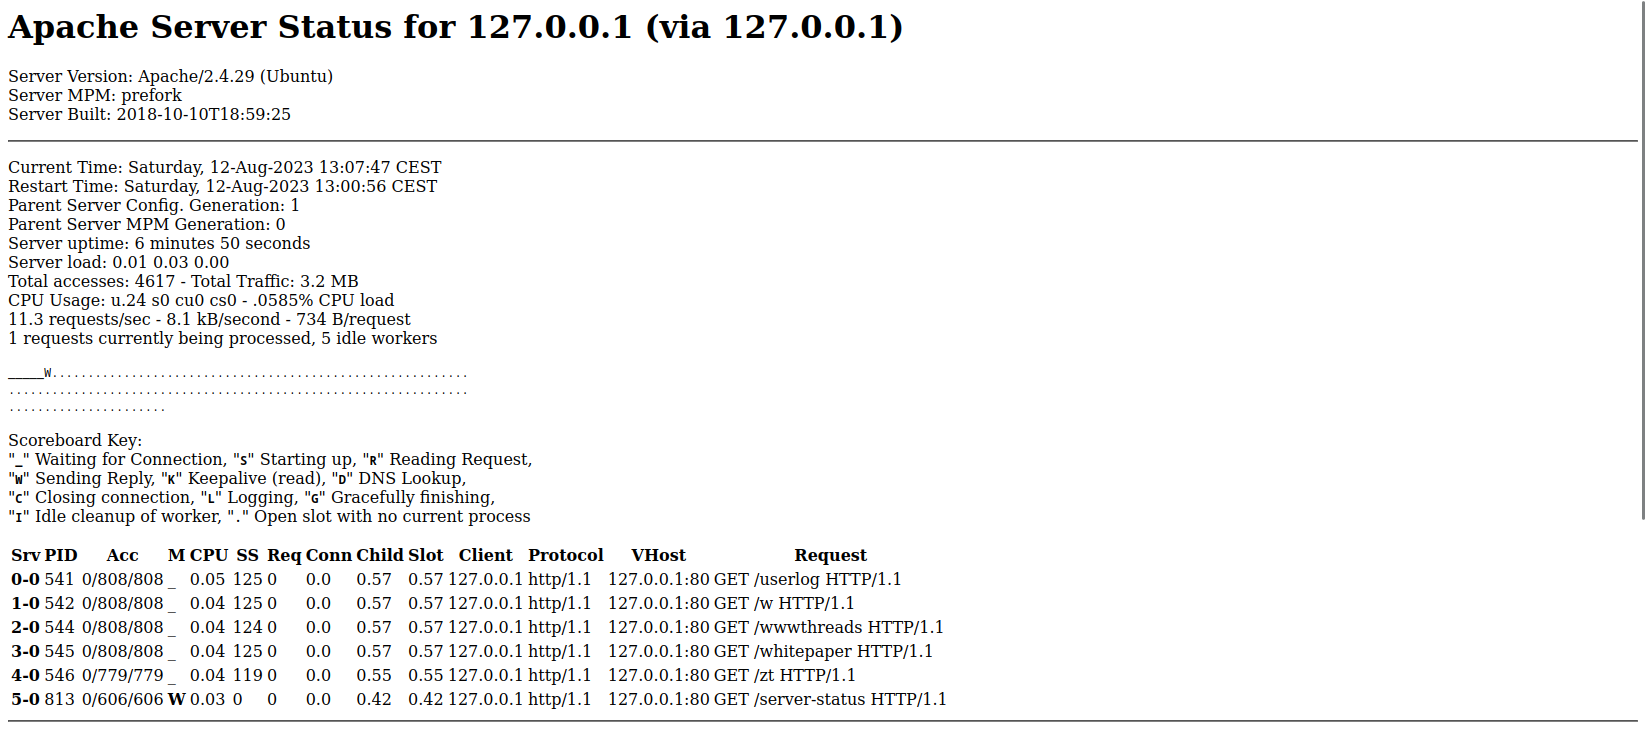 Apache Server Status for 127.0.0.1 (via 127.0.0.1)
Server Version: Apache/2.4.29 (Ubuntu)
Server MPM: prefork
Server Built: 2018-10-10T18:59:25
Current Time: Saturday, 12-Aug-2023 13:07:47 CEST
Restart Time: Saturday, 12-Aug-2023 13:00:56 CEST
Parent Server Config. Generation: 1
Parent Server MPM Generation: 0
Server uptime: 6 minutes 50 seconds
Server load: 0.01 0.03 0.00
Total accesses: 4617 - Total Traffic: 3.2 MB
CPU Usage: u.24 s0 cu0 cs0 - .0585% CPU load
11.3 requests/sec - 8.1 kB/second - 734 B/request
1 requests currently being processed, 5 idle workers
_____W..........................................................
................................................................
......................
Scoreboard Key:
"_" Waiting for Connection, "S" Starting up, "R" Reading Request,
"W" Sending Reply, "K" Keepalive (read), "D" DNS Lookup,
"C" Closing connection, "L" Logging, "G" Gracefully finishing,
"I" Idle cleanup of worker, "." Open slot with no current process
Srv PID Acc M CPU SS Req Conn Child Slot Client Protocol VHost Request
0-0 541 0/808/808 _ 0.05 125 0 0.0 0.57 0.57 127.0.0.1 http/1.1 127.0.0.1:80 GET /userlog HTTP/1.1
1-0 542 0/808/808 _ 0.04 125 0 0.0 0.57 0.57 127.0.0.1 http/1.1 127.0.0.1:80 GET /w HTTP/1.1
2-0 544 0/808/808 _ 0.04 124 0 0.0 0.57 0.57 127.0.0.1 http/1.1 127.0.0.1:80 GET /wwwthreads HTTP/1.1
3-0 545 0/808/808 _ 0.04 125 0 0.0 0.57 0.57 127.0.0.1 http/1.1 127.0.0.1:80 GET /whitepaper HTTP/1.1
4-0 546 0/779/779 _ 0.04 119 0 0.0 0.55 0.55 127.0.0.1 http/1.1 127.0.0.1:80 GET /zt HTTP/1.1
5-0 813 0/606/606 W 0.03 0 0 0.0 0.42 0.42 127.0.0.1 http/1.1 127.0.0.1:80 GET /server-status HTTP/1.1